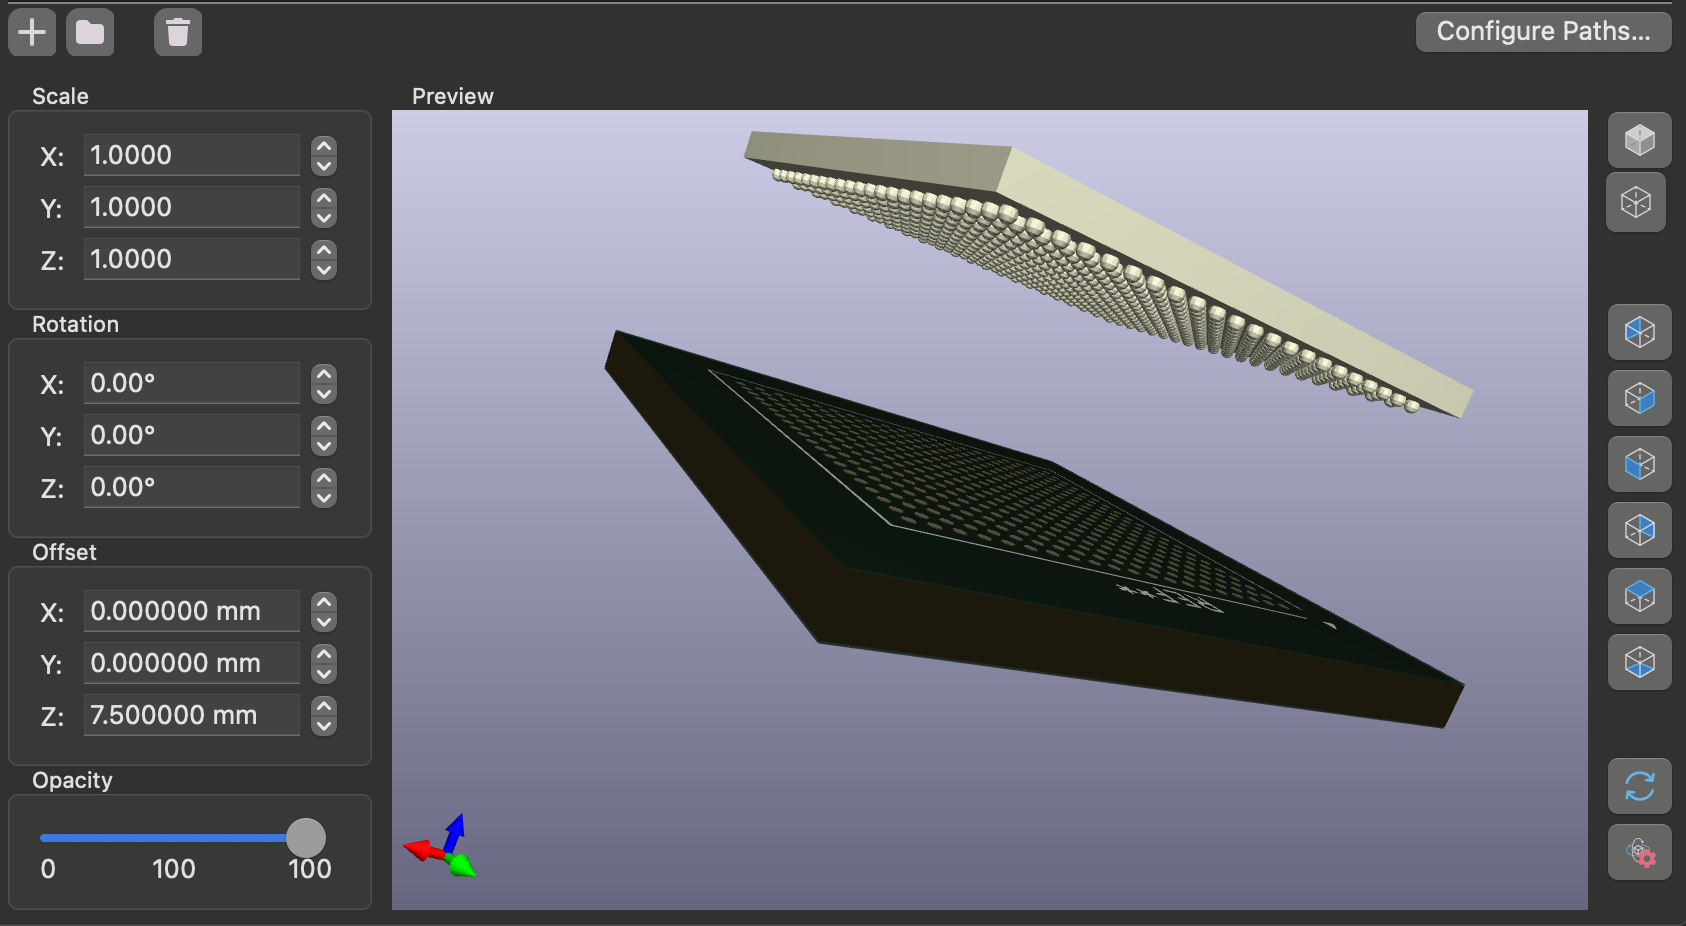 Configure Paths...
Scale
Preview
X: 1.0000
Y: 1.0000
Z: 1.0000
Rotation
X: 0.00°
Y: 0.00°
Z: 0.00°
Offset
X: 0.000000 mm
Y: 0.000000 mm
Z: 7.500000 mm
Opacity
0 100 100